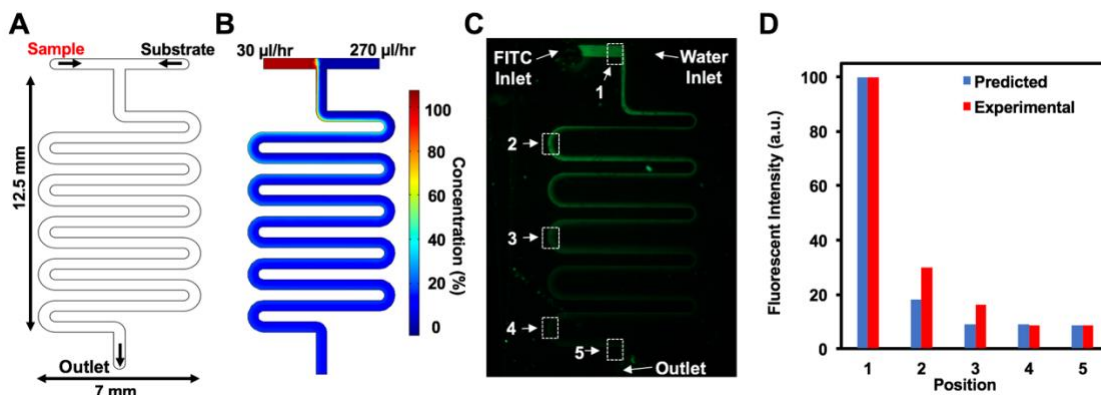 A
Sample
Substrate
12.5 mm
Outlet
7 mm
B
30 µl/hr
270 µl/hr
100
80
60
40
20
0
Concentration (%)
C
FITC
Inlet
Water
Inlet
1
2
3
4
5
Outlet
D
Fluorescent Intensity (a.u.)
100
80
60
40
20
0
Predicted
Experimental
1 2 3 4 5
Position